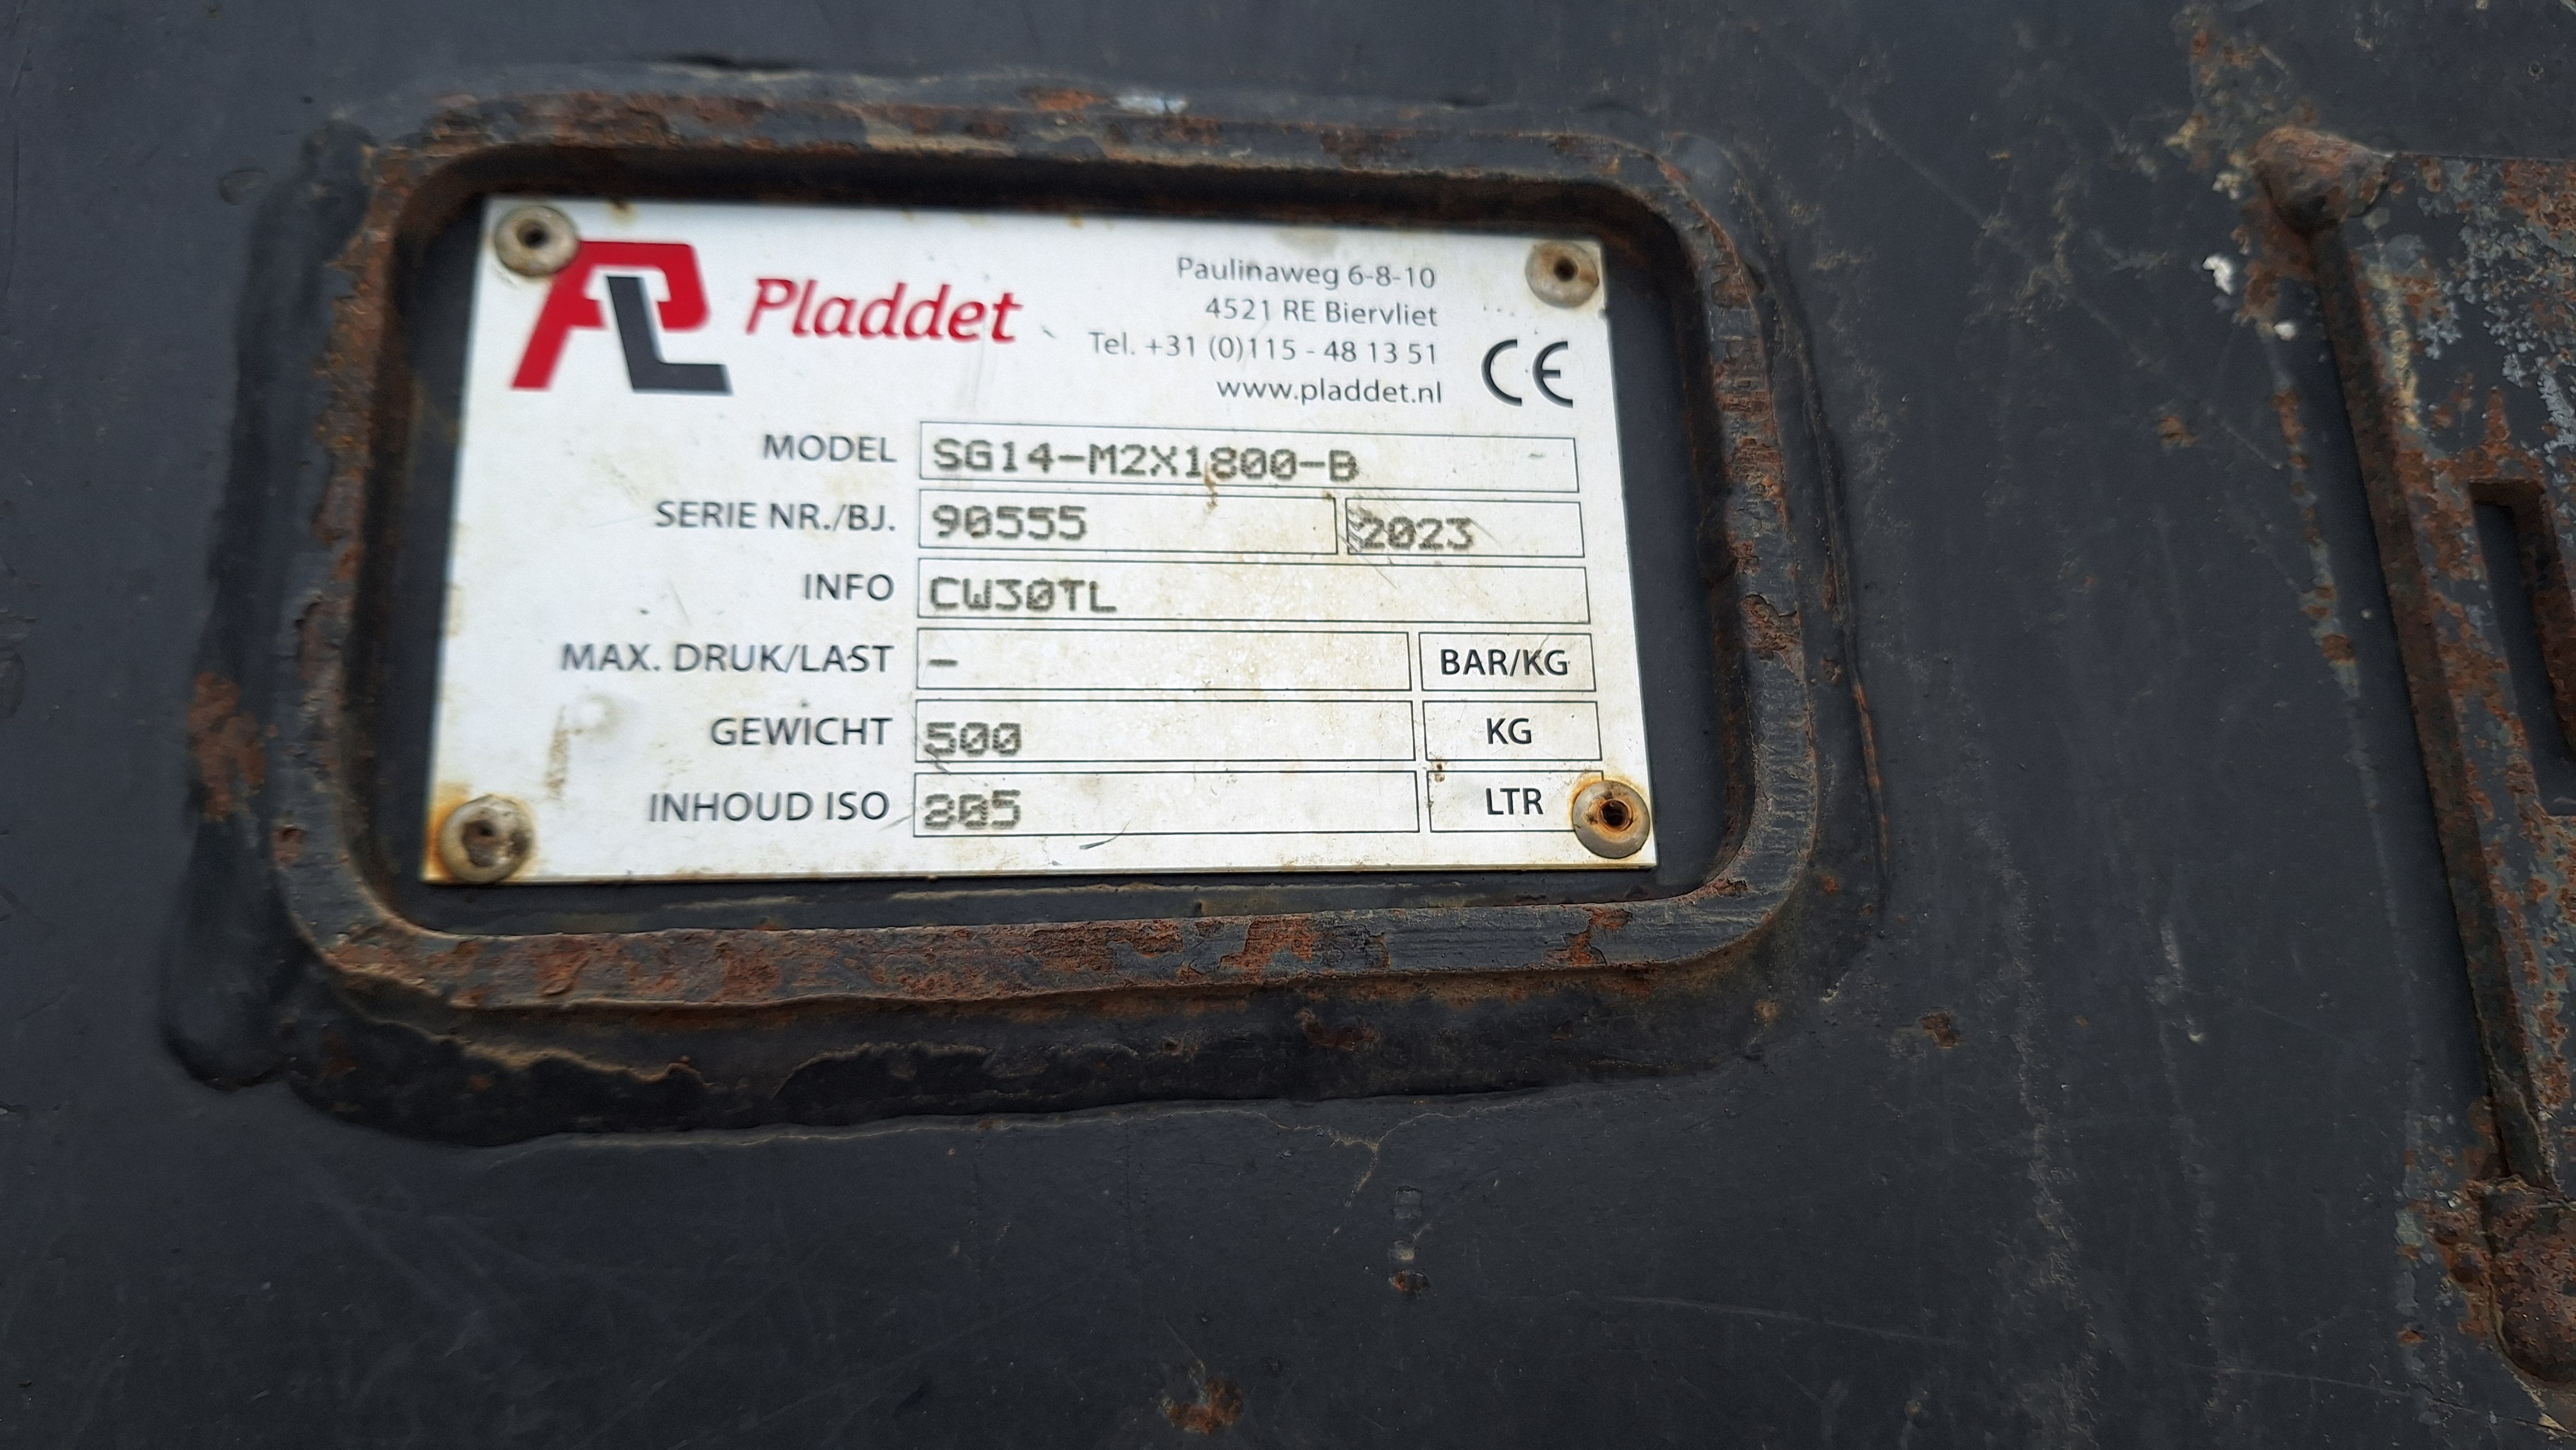 PL Pladdet
Paulinaweg 6-8-10
4521 RE Biervliet
Tel. +31 (0)115 - 48 13 51
www.pladdet.nl
CE
MODEL SG14-M2X1800-B
SERIE NR./BJ. 90555 2023
INFO CW30TL
MAX. DRUK/LAST - BAR/KG
GEWICHT 500 KG
INHOUD ISO 805 LTR